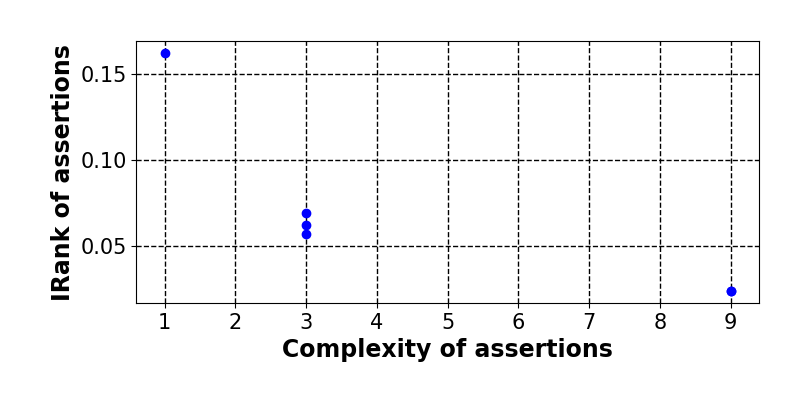 IRank of assertions
0.15
0.10
0.05
1 2 3 4 5 6 7 8 9
Complexity of assertions